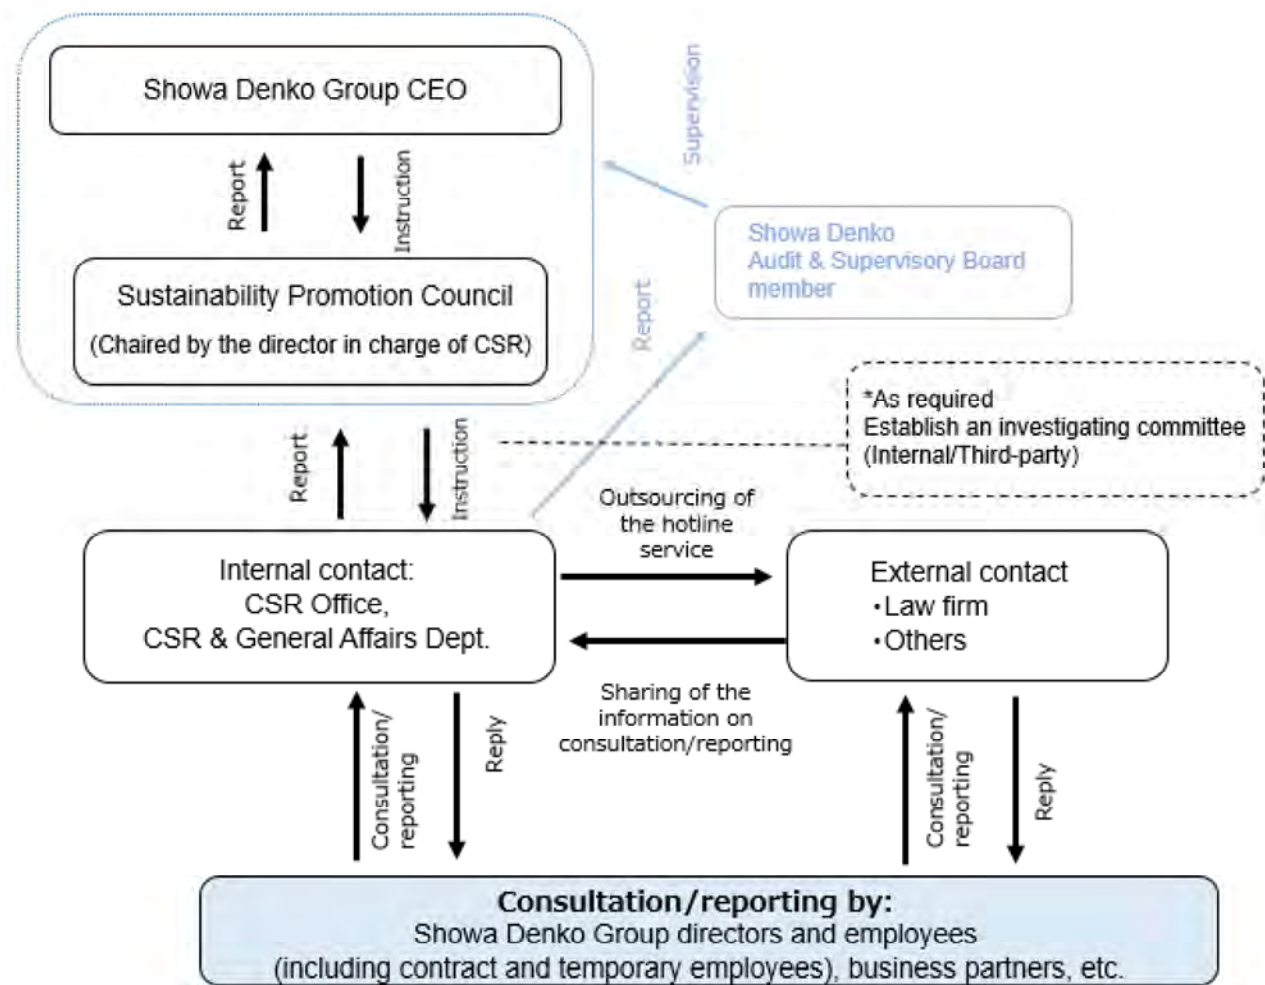 Showa Denko Group CEO
Supervision
Report
Instruction
Showa Denko
Audit & Supervisory Board
member
Sustainability Promotion Council
(Chaired by the director in charge of CSR)
Report
*As required
Establish an investigating committee
(Internal/Third-party)
Report
Instruction
Outsourcing of
the hotline
service
Internal contact:
CSR Office,
CSR & General Affairs Dept.
External contact
・Law firm
・Others
Sharing of the
information on
consultation/reporting
Consultation/
reporting
Reply
Consultation/
reporting
Reply
Consultation/reporting by:
Showa Denko Group directors and employees
(including contract and temporary employees), business partners, etc.